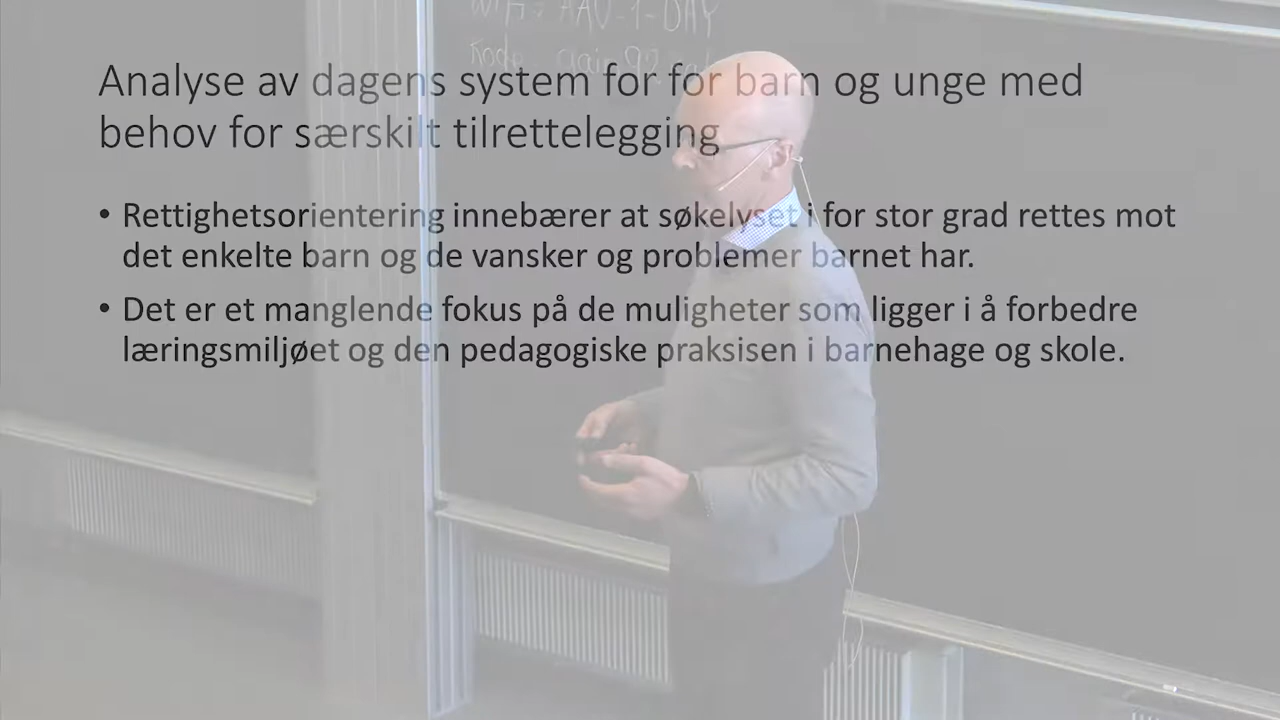 Analyse av dagens system for for barn og unge med
behov for særskilt tilrettelegging
• Rettighetsorientering innebærer at søkelyset i for stor grad rettes mot
det enkelte barn og de vansker og problemer barnet har.
• Det er et manglende fokus på de muligheter som ligger i å forbedre
læringsmiljøet og den pedagogiske praksisen i barnehage og skole.